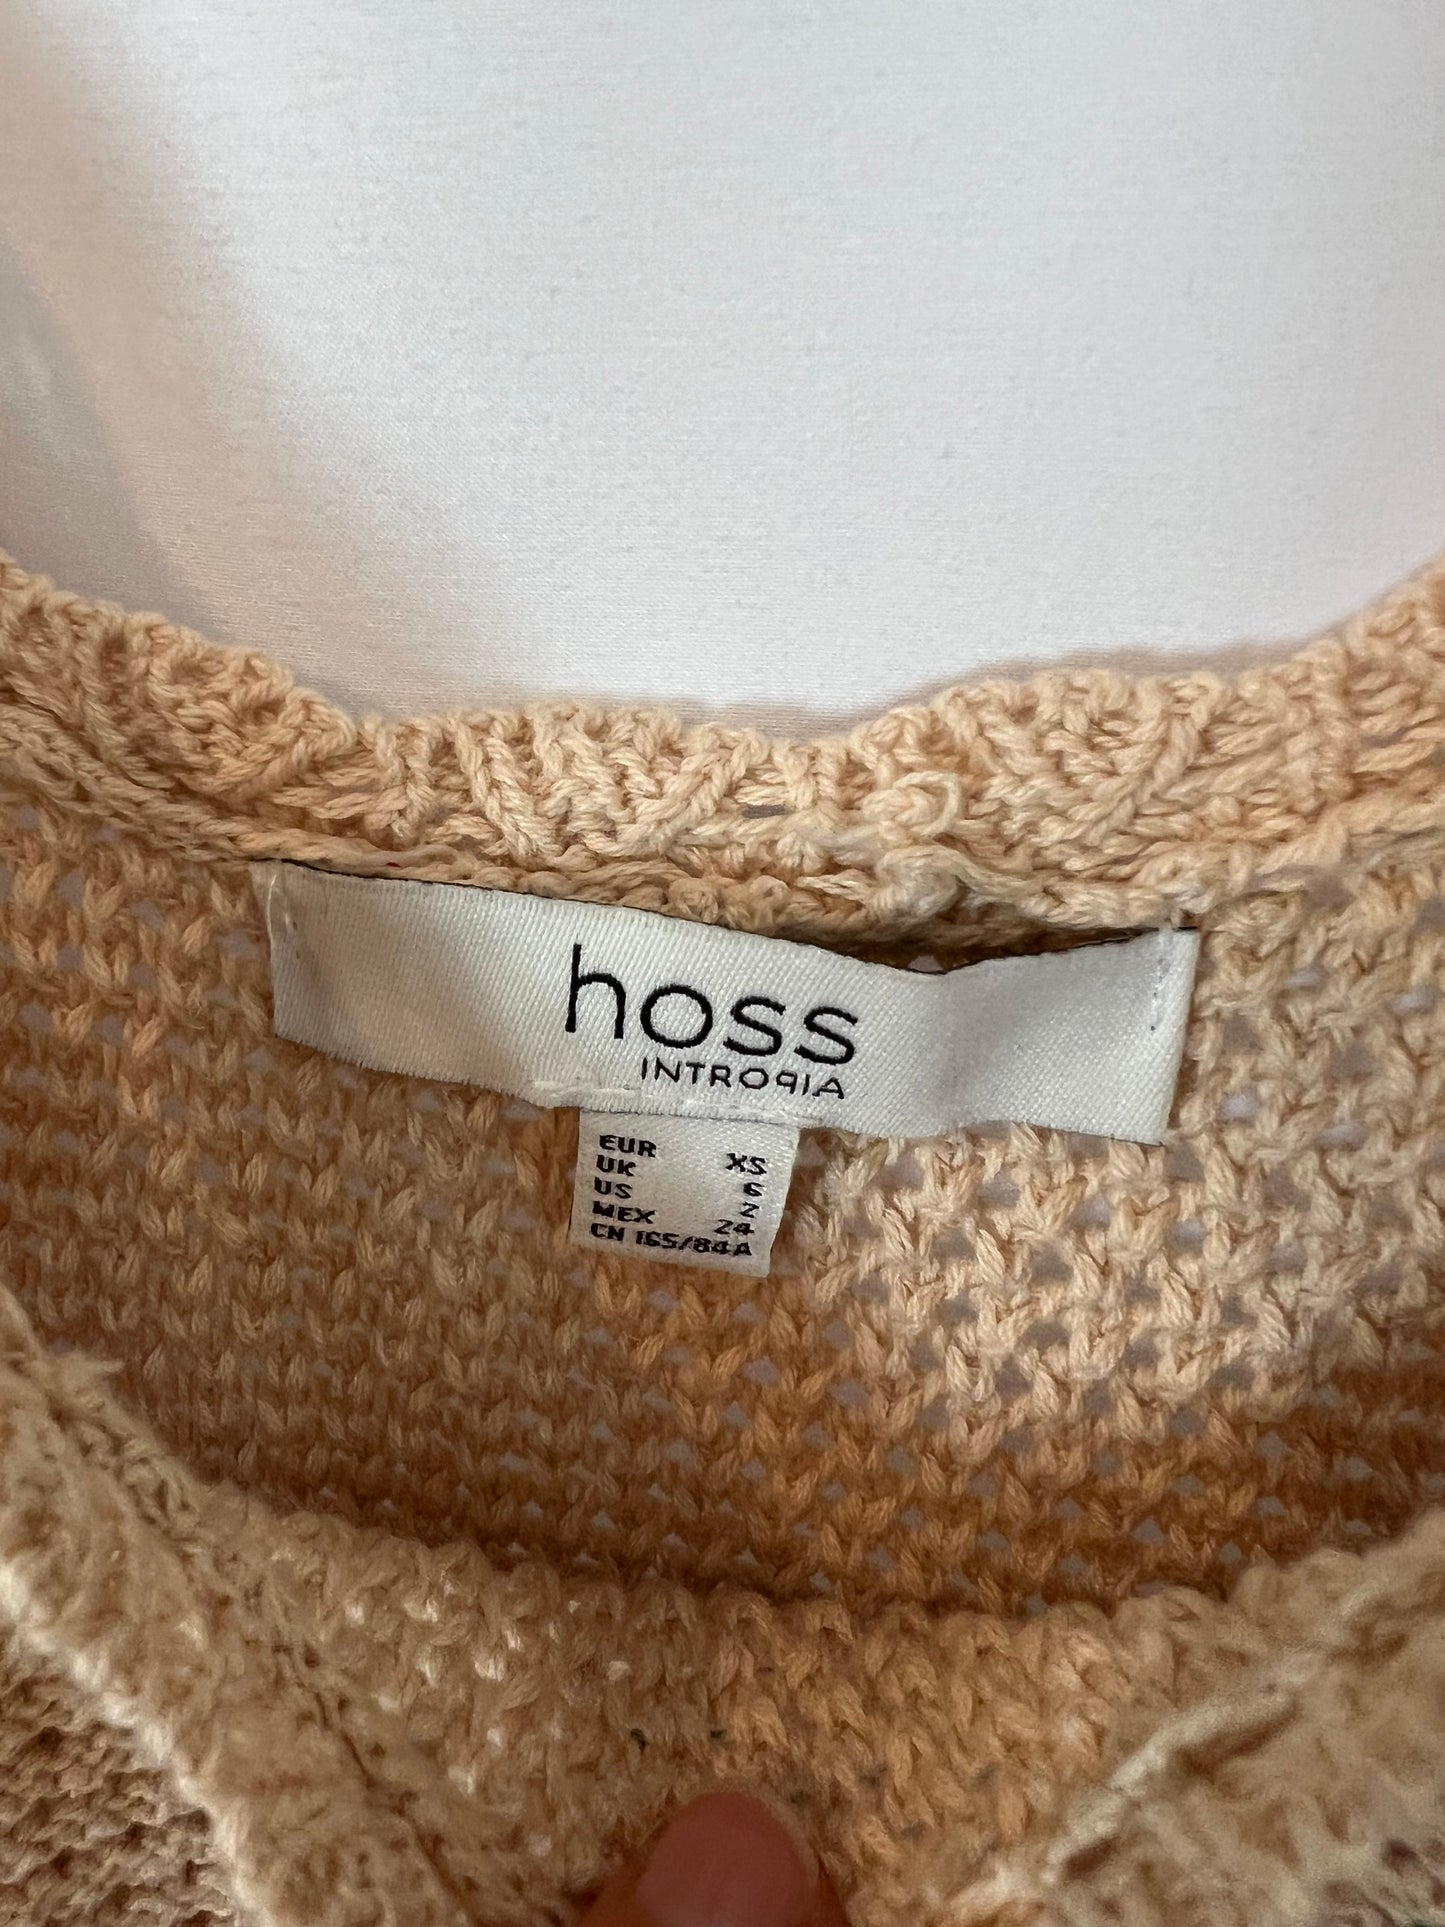 hoss
INTROPIA
EUR XS
UK 6
US 2
MEX 24
CN 165/84A